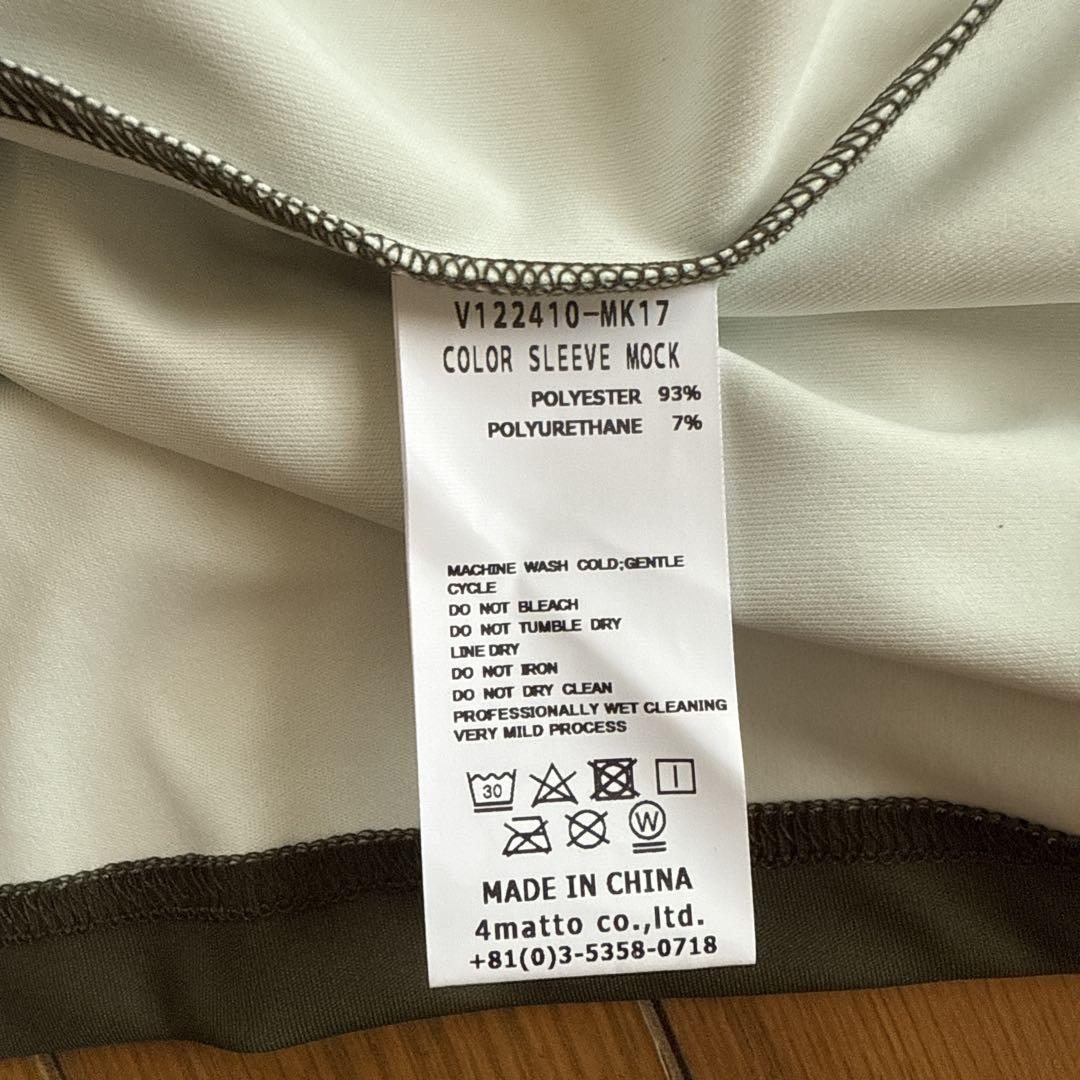 V122410-MK17
COLOR SLEEVE MOCK
POLYESTER 93%
POLYURETHANE 7%
MACHINE WASH COLD;GENTLE
CYCLE
DO NOT BLEACH
DO NOT TUMBLE DRY
LINE DRY
DO NOT IRON
DO NOT DRY CLEAN
PROFESSIONALLY WET CLEANING
VERY MILD PROCESS
30
W
MADE IN CHINA
4matto co.,ltd.
+81(0)3-5358-0718